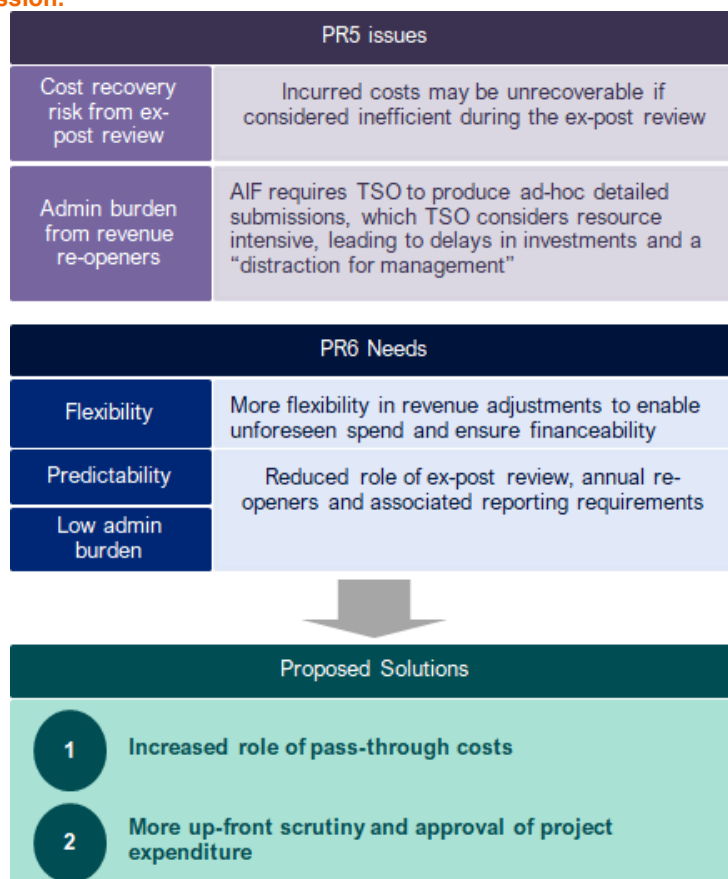 ssion.
PR5 issues
Cost recovery
risk from ex-
post review
Incurred costs may be unrecoverable if
considered inefficient during the ex-post review
Admin burden
from revenue
re-openers
AIF requires TSO to produce ad-hoc detailed
submissions, which TSO considers resource
intensive, leading to delays in investments and a
“distraction for management”
PR6 Needs
Flexibility
More flexibility in revenue adjustments to enable
unforeseen spend and ensure financeability
Predictability
Low admin
burden
Reduced role of ex-post review, annual re-
openers and associated reporting requirements
Proposed Solutions
1
Increased role of pass-through costs
2
More up-front scrutiny and approval of project
expenditure